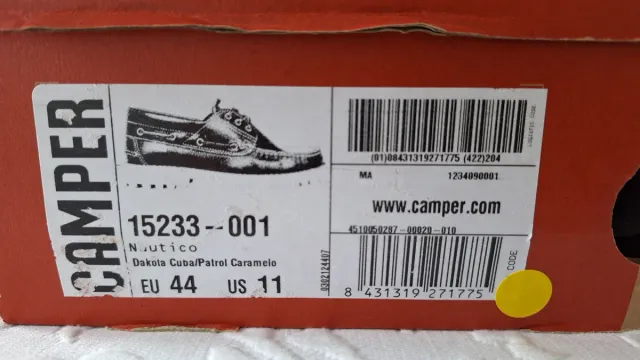 CAMPER
15233--001
Nautico
Dakota Cuba/Patrol Caramelo
EU 44 US 11
(01)08431319271775 (422)204
MA 1234090001
www.camper.com
4510050287-00020-010
0302124407
8 431319 271775
CODE